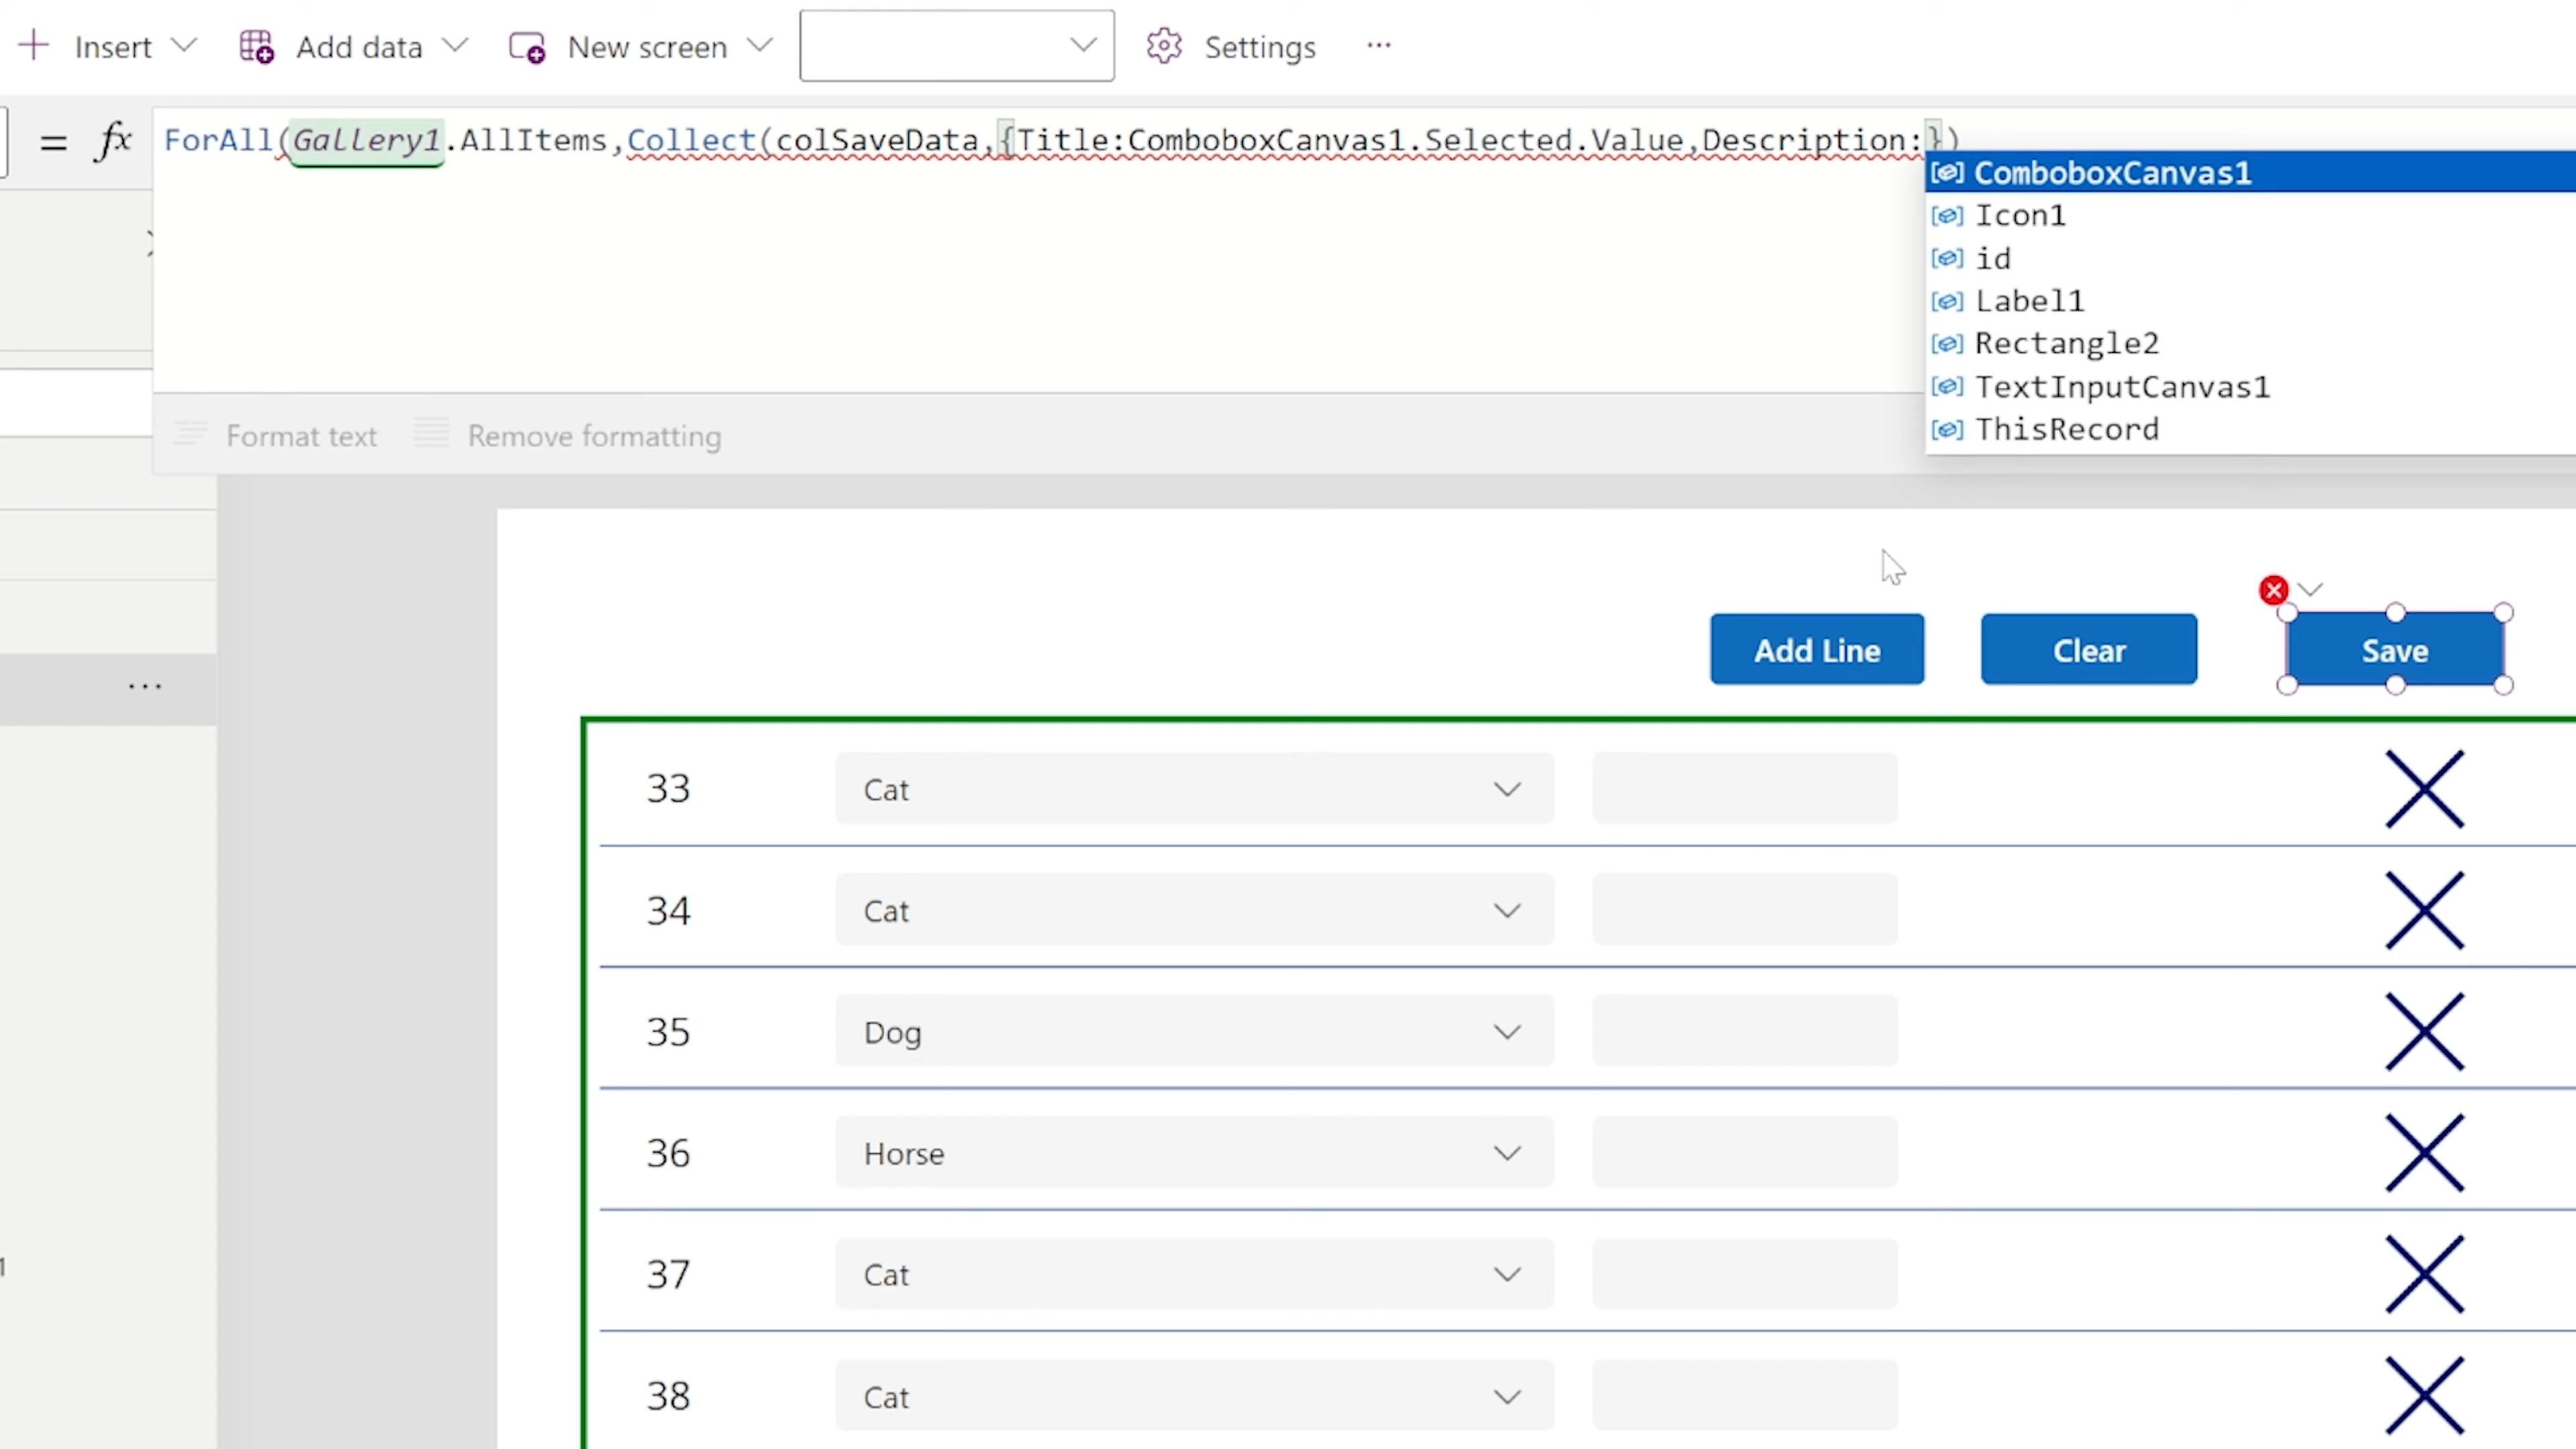 Insert Add data New screen Settings ...
= fx ForAll(Gallery1.AllItems,Collect(colSaveData,{Title:ComboboxCanvas1.Selected.Value,Description:})
ComboboxCanvas1
Icon1
id
Label1
Rectangle2
TextInputCanvas1
ThisRecord
Format text Remove formatting
Add Line Clear Save
33 Cat
34 Cat
35 Dog
36 Horse
37 Cat
38 Cat